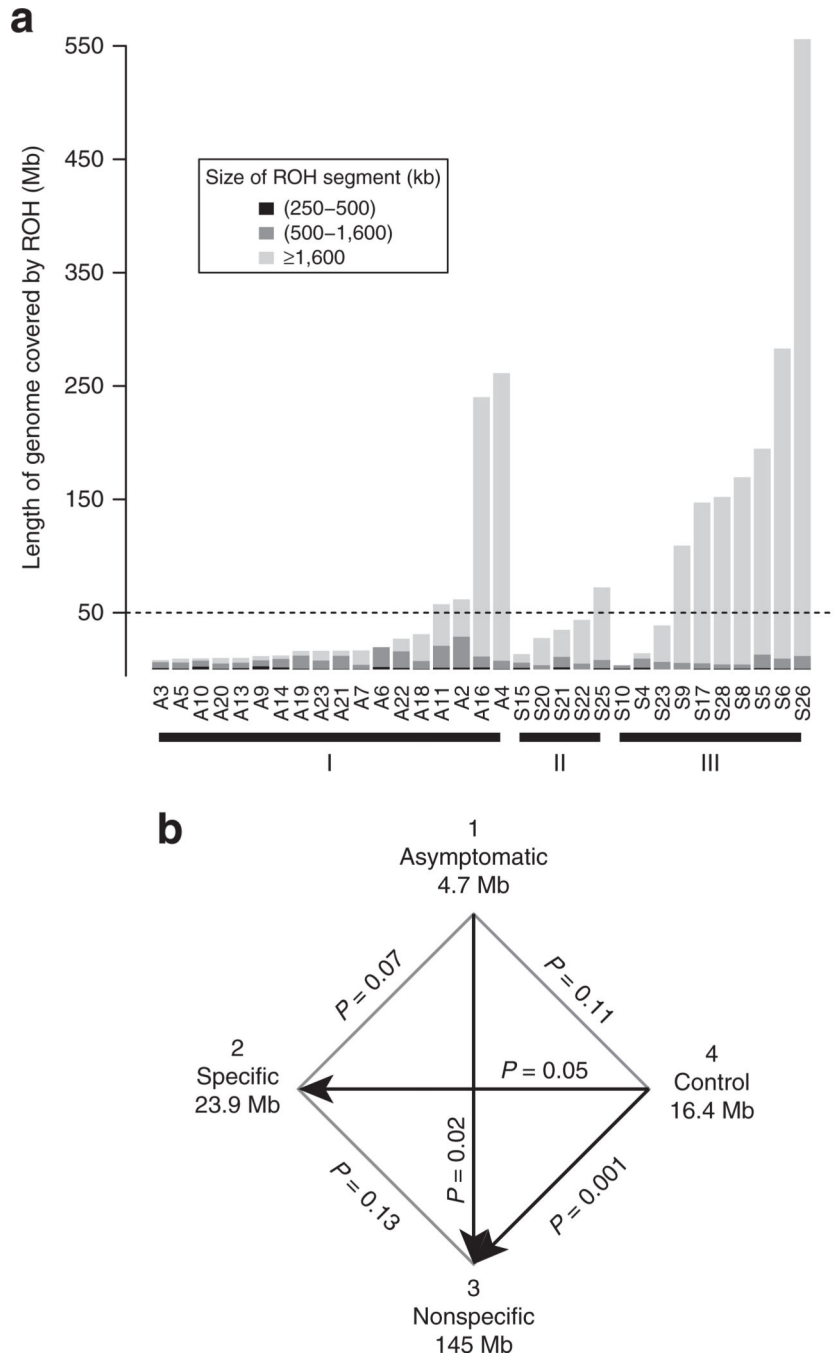 a
Length of genome covered by ROH (Mb)
550
450
350
250
150
50
Size of ROH segment (kb)
(250–500)
(500–1,600)
≥1,600
A3 A5 A10 A20 A13 A9 A14 A19 A23 A21 A7 A6 A22 A18 A11 A2 A16 A4 S15 S20 S21 S22 S25 S10 S4 S23 S9 S17 S28 S8 S5 S6 S26
I II III
b
1
Asymptomatic
4.7 Mb
P = 0.07
P = 0.11
2
Specific
23.9 Mb
P = 0.05
4
Control
16.4 Mb
P = 0.02
P = 0.13
P = 0.001
3
Nonspecific
145 Mb